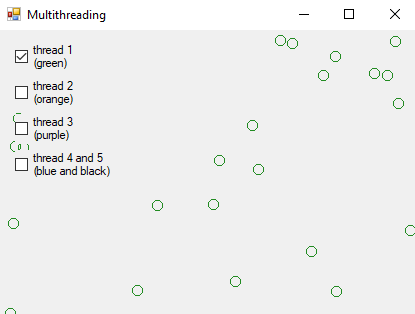 Multithreading
thread 1
(green)
thread 2
(orange)
thread 3
(purple)
thread 4 and 5
(blue and black)